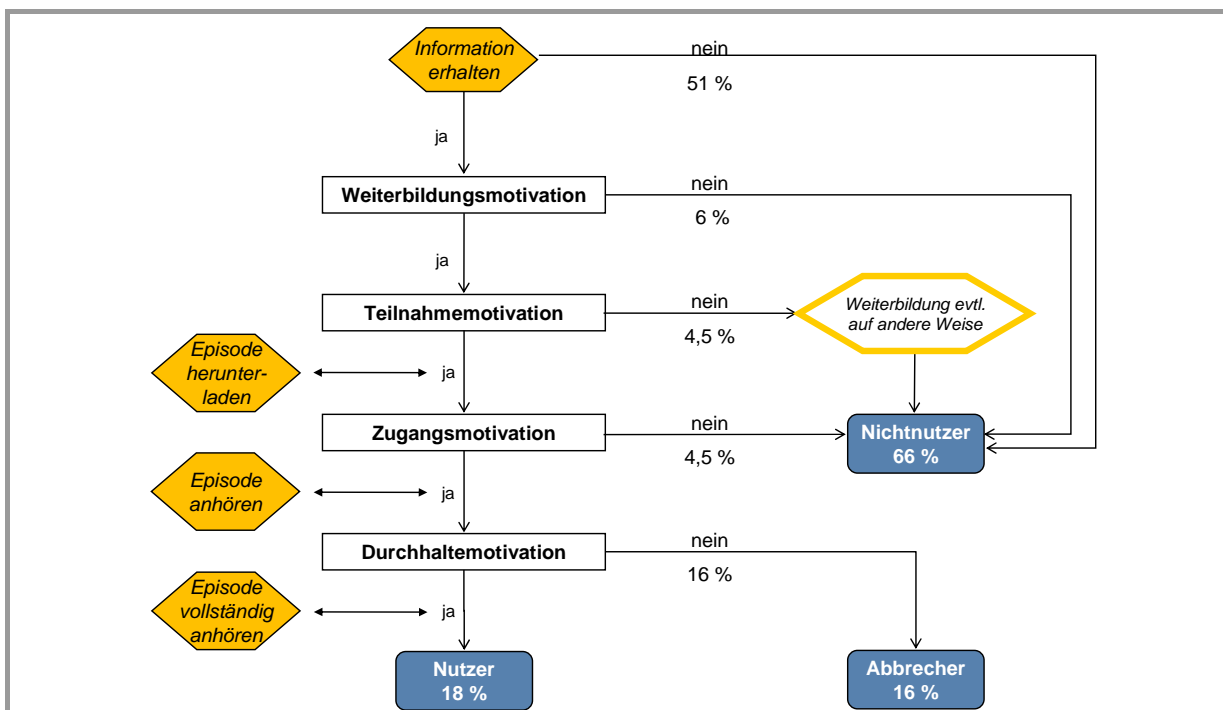 Information
erhalten
nein
51 %
ja
Weiterbildungsmotivation
nein
6 %
ja
Teilnahmemotivation
nein
4,5 %
Weiterbildung evtl.
auf andere Weise
Episode
herunter-
laden
ja
Zugangsmotivation
nein
4,5 %
Nichtnutzer
66 %
Episode
anhören
ja
Durchhaltemotivation
nein
16 %
Episode
vollständig
anhören
ja
Nutzer
18 %
Abbrecher
16 %